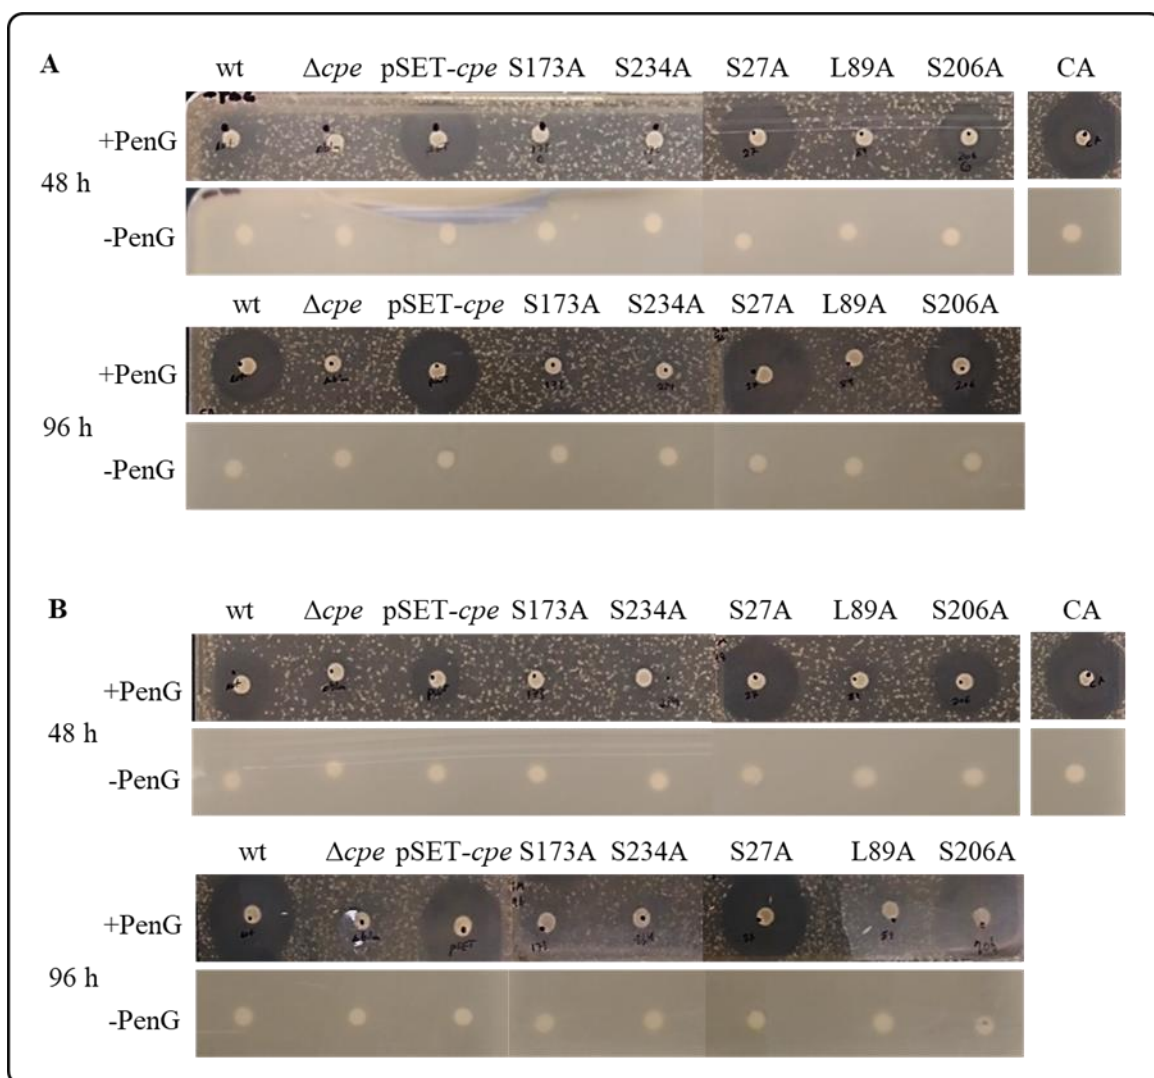 A
wt Δcpe pSET-cpe S173A S234A S27A L89A S206A CA
+PenG
48 h
-PenG
wt Δcpe pSET-cpe S173A S234A S27A L89A S206A
+PenG
96 h
-PenG
B
wt Δcpe pSET-cpe S173A S234A S27A L89A S206A CA
+PenG
48 h
-PenG
wt Δcpe pSET-cpe S173A S234A S27A L89A S206A
+PenG
96 h
-PenG